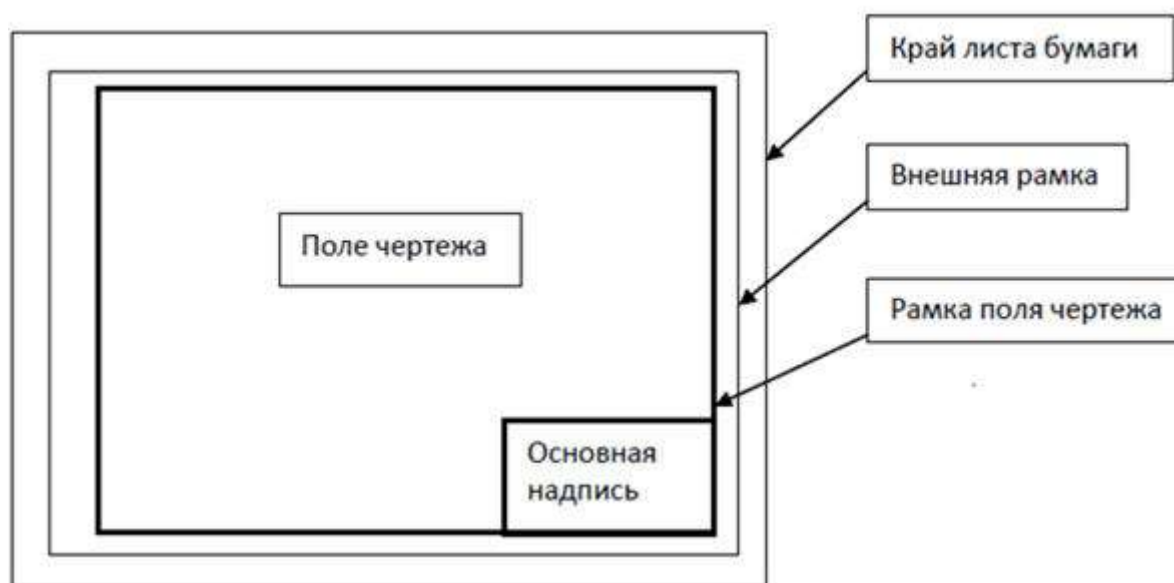 Край листа бумаги
Внешняя рамка
Поле чертежа
Рамка поля чертежа
Основная
надпись